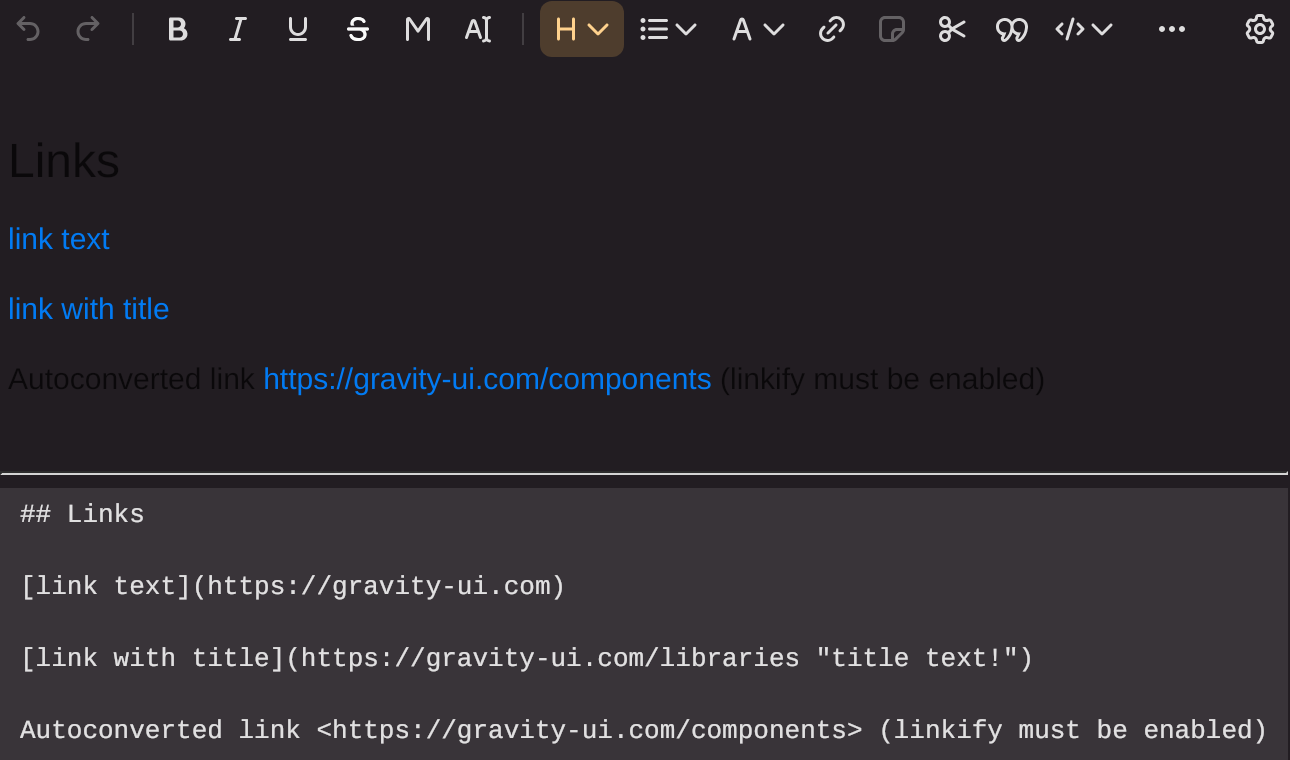 B I U S M A H A </>
Links
link text
link with title
Autoconverted link https://gravity-ui.com/components (linkify must be enabled)
## Links
[link text](https://gravity-ui.com)
[link with title](https://gravity-ui.com/libraries "title text!")
Autoconverted link <https://gravity-ui.com/components> (linkify must be enabled)